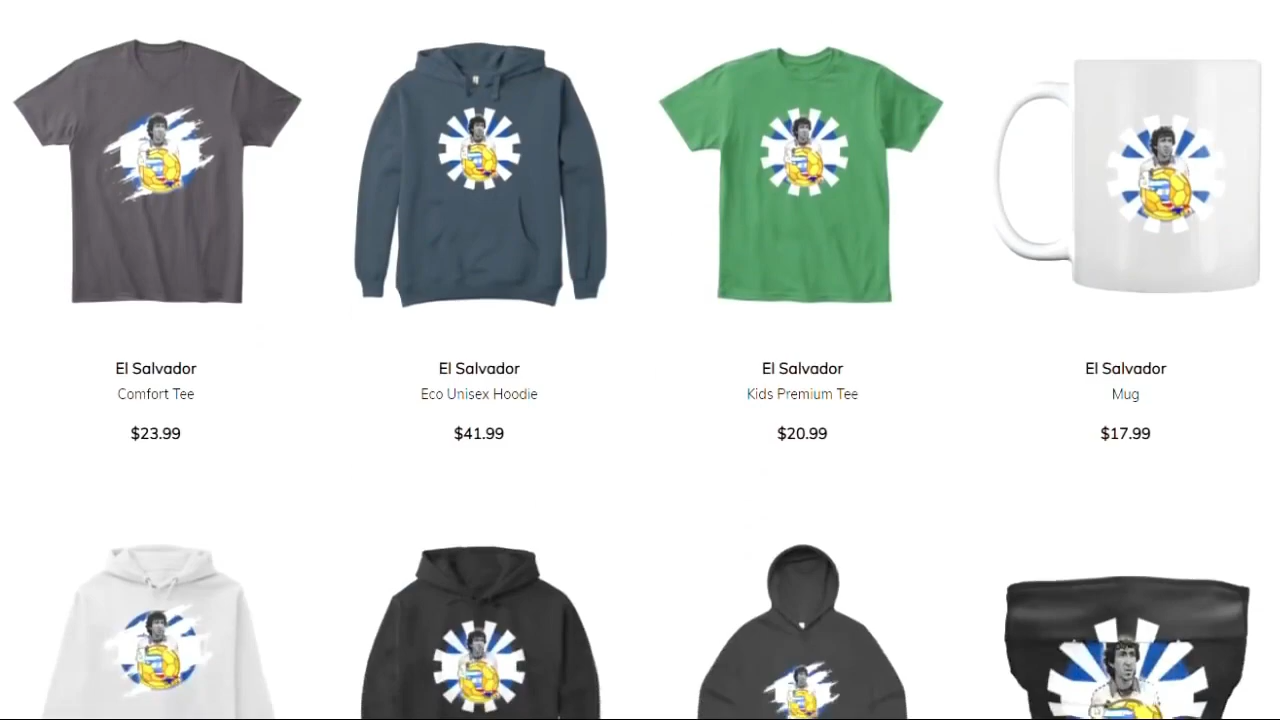 El Salvador
Comfort Tee
$23.99
El Salvador
Eco Unisex Hoodie
$41.99
El Salvador
Kids Premium Tee
$20.99
El Salvador
Mug
$17.99